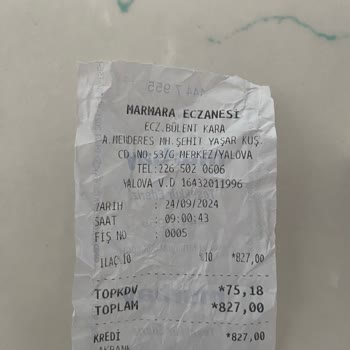 MARMARA ECZANESİ
ECZ.BÜLENT KARA
A.MENDERES MH.ŞEHİT YAŞAR KUŞ.
CD NO:53/G MERKEZ/YALOVA
TEL:226 502 0606
YALOVA V.D 16432011996
TARİH : 24/09/2024
SAAT : 09:00:43
FİŞ NO : 0005
İLAÇ 10 %10 *827,00
TOPKDV *75,18
TOPLAM *827,00
KREDİ *827,00
AKBANK